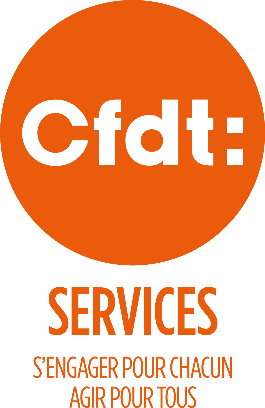 Cfdt:
SERVICES
S'ENGAGER POUR CHACUN
AGIR POUR TOUS